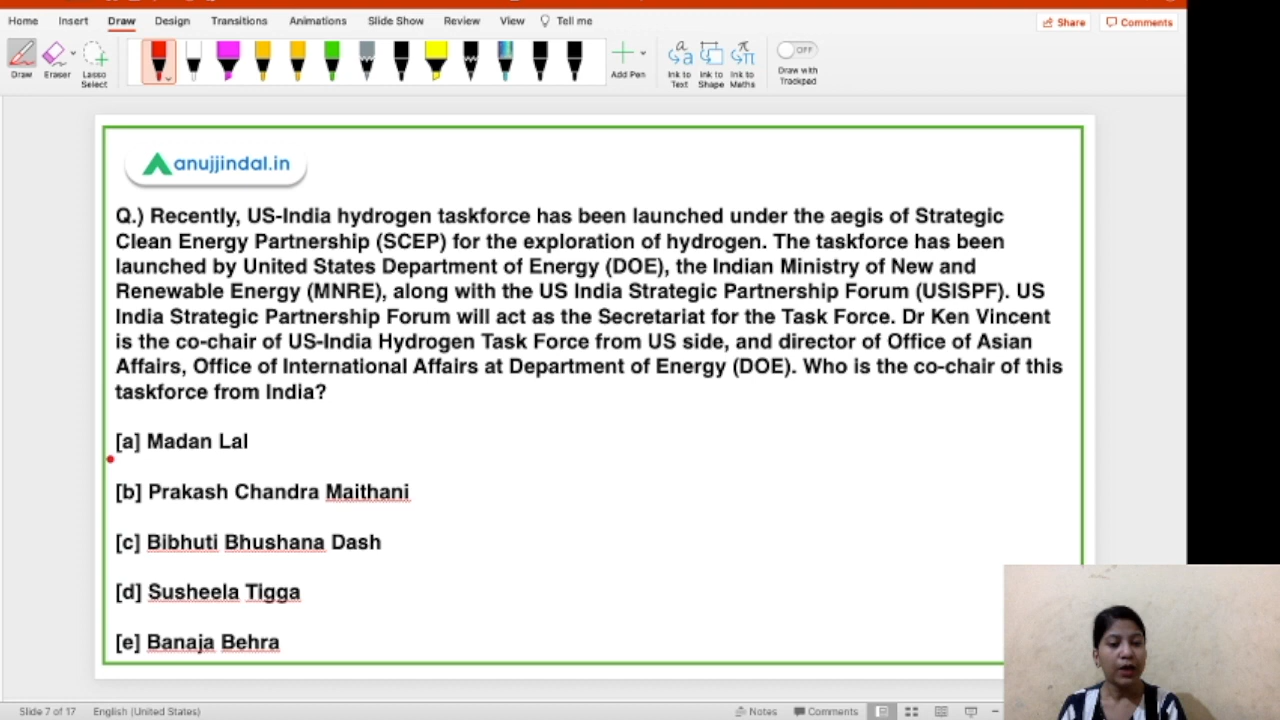 Home Insert Draw Design Transitions Animations Slide Show Review View Tell me Share Comments
OFF
Draw Eraser Lasso Select Add Pen Ink to Text Ink to Shape Ink to Maths Draw with Trackpad
anujjindal.in
Q.) Recently, US-India hydrogen taskforce has been launched under the aegis of Strategic
Clean Energy Partnership (SCEP) for the exploration of hydrogen. The taskforce has been
launched by United States Department of Energy (DOE), the Indian Ministry of New and
Renewable Energy (MNRE), along with the US India Strategic Partnership Forum (USISPF). US
India Strategic Partnership Forum will act as the Secretariat for the Task Force. Dr Ken Vincent
is the co-chair of US-India Hydrogen Task Force from US side, and director of Office of Asian
Affairs, Office of International Affairs at Department of Energy (DOE). Who is the co-chair of this
taskforce from India?
[a] Madan Lal
[b] Prakash Chandra Maithani
[c] Bibhuti Bhushana Dash
[d] Susheela Tigga
[e] Banaja Behra
Slide 7 of 17 English (United States) Notes Comments